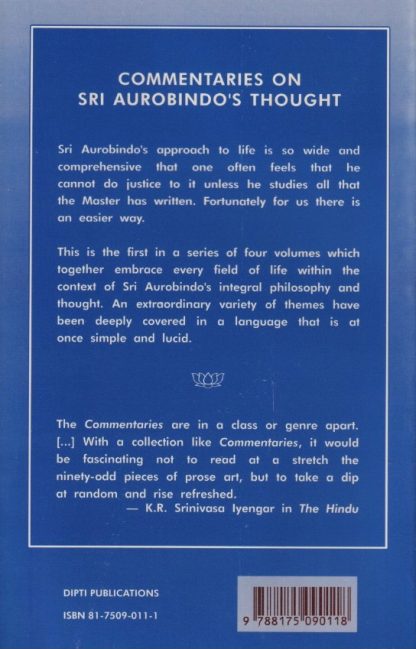 COMMENTARIES ON
SRI AUROBINDO'S THOUGHT
Sri Aurobindo's approach to life is so wide and
comprehensive that one often feels that he
cannot do justice to it unless he studies all that
the Master has written. Fortunately for us there is
an easier way.
This is the first in a series of four volumes which
together embrace every field of life within the
context of Sri Aurobindo's integral philosophy and
thought. An extraordinary variety of themes have
been deeply covered in a language that is at
once simple and lucid.
The Commentaries are in a class or genre apart.
[...] With a collection like Commentaries, it would
be fascinating not to read at a stretch the
ninety-odd pieces of prose art, but to take a dip
at random and rise refreshed.
— K.R. Srinivasa Iyengar in The Hindu
DIPTI PUBLICATIONS
ISBN 81-7509-011-1
9 788175 090118